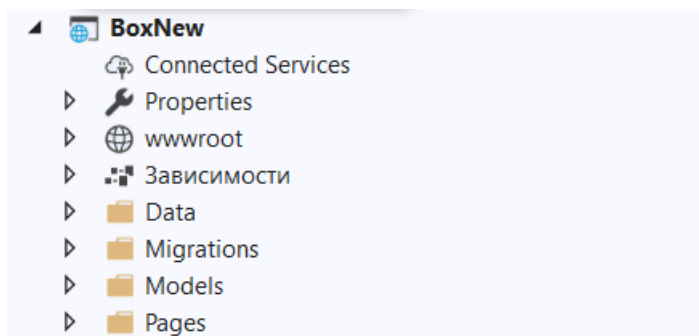 BoxNew
Connected Services
Properties
wwwroot
Зависимости
Data
Migrations
Models
Pages